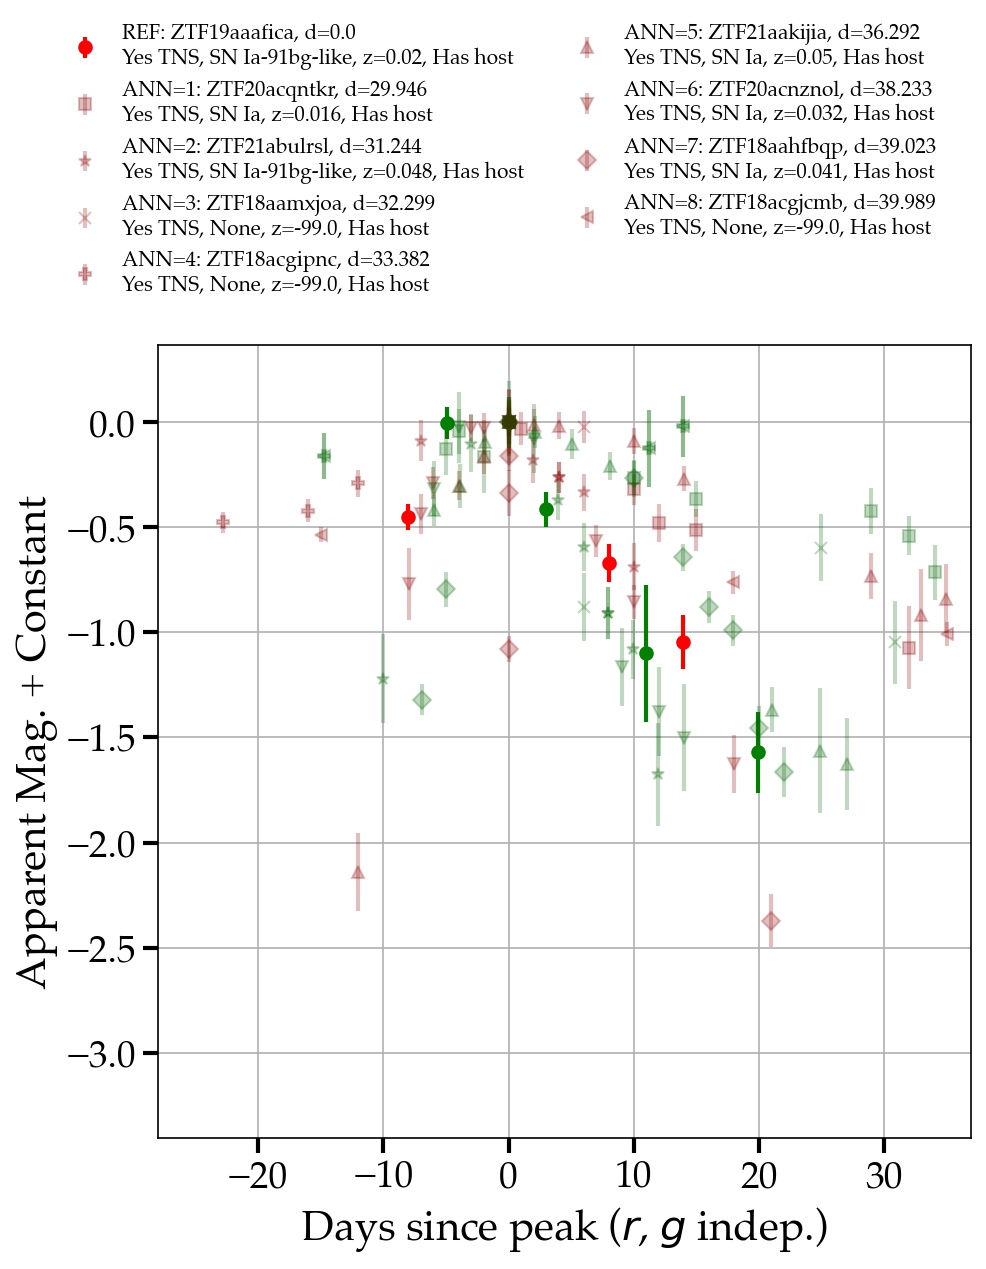 REF: ZTF19aaafica, d=0.0
Yes TNS, SN Ia-91bg-like, z=0.02, Has host
ANN=1: ZTF20acqntkr, d=29.946
Yes TNS, SN Ia, z=0.016, Has host
ANN=2: ZTF21abulrsl, d=31.244
Yes TNS, SN Ia-91bg-like, z=0.048, Has host
ANN=3: ZTF18aamxjoa, d=32.299
Yes TNS, None, z=-99.0, Has host
ANN=4: ZTF18acgipnc, d=33.382
Yes TNS, None, z=-99.0, Has host
ANN=5: ZTF21aakijia, d=36.292
Yes TNS, SN Ia, z=0.05, Has host
ANN=6: ZTF20acnznol, d=38.233
Yes TNS, SN Ia, z=0.032, Has host
ANN=7: ZTF18aahfbqp, d=39.023
Yes TNS, SN Ia, z=0.041, Has host
ANN=8: ZTF18acgjcmb, d=39.989
Yes TNS, None, z=-99.0, Has host
Apparent Mag. + Constant
0.0
−0.5
−1.0
−1.5
−2.0
−2.5
−3.0
−20
−10
0
10
20
30
Days since peak (r, g indep.)